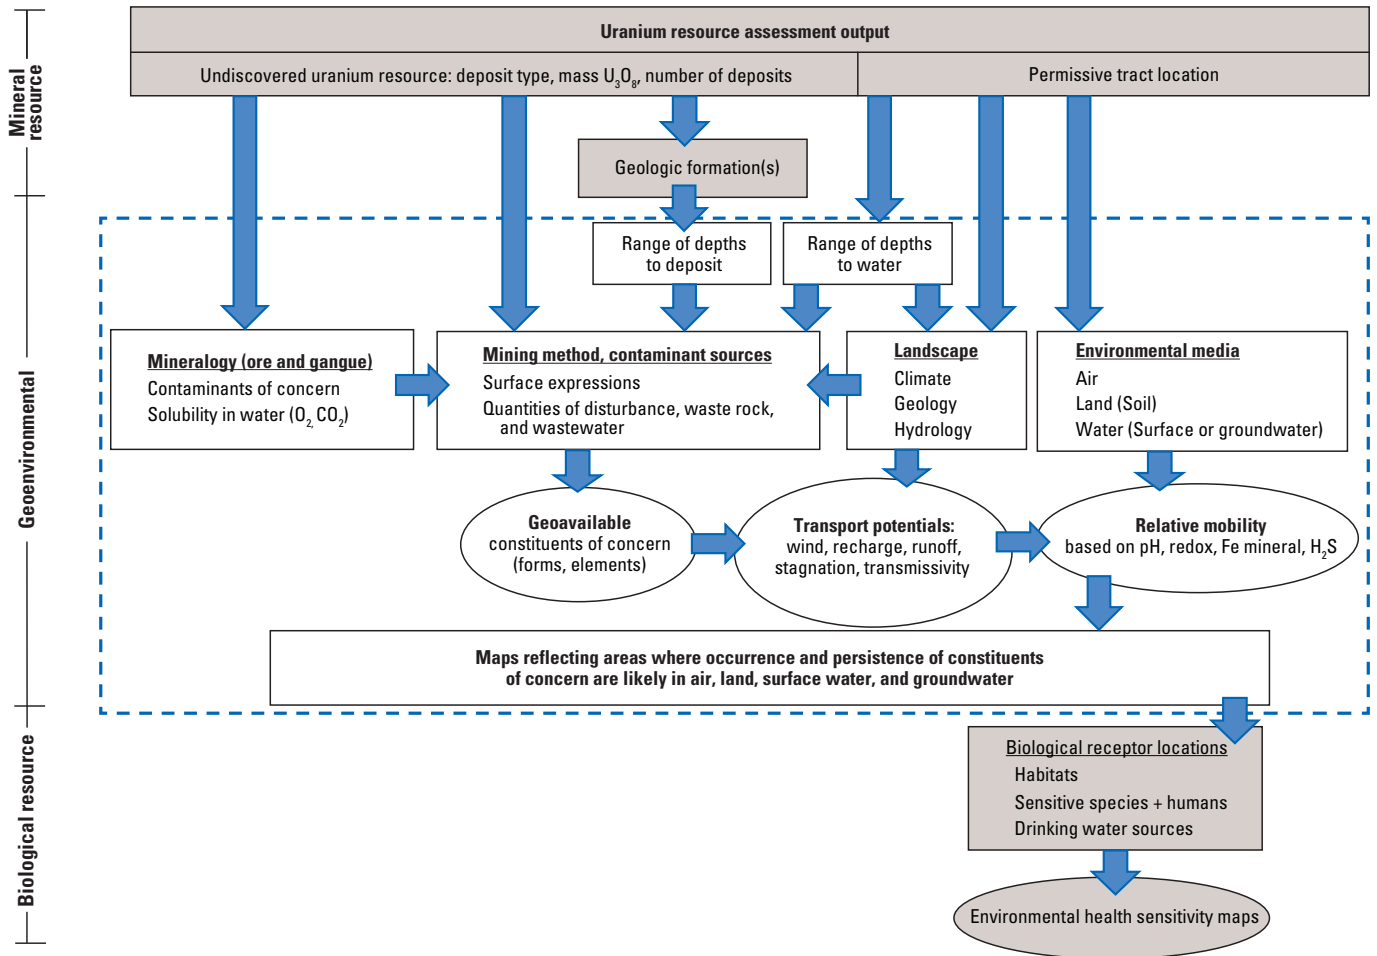 Uranium resource assessment output
Undiscovered uranium resource: deposit type, mass U₃O₈, number of deposits
Permissive tract location
Mineral
resource
Geologic formation(s)
Range of depths
to deposit
Range of depths
to water
Geoenvironmental
Mineralogy (ore and gangue)
Contaminants of concern
Solubility in water (O₂, CO₂)
Mining method, contaminant sources
Surface expressions
Quantities of disturbance, waste rock,
and wastewater
Landscape
Climate
Geology
Hydrology
Environmental media
Air
Land (Soil)
Water (Surface or groundwater)
Geoavailable
constituents of concern
(forms, elements)
Transport potentials:
wind, recharge, runoff,
stagnation, transmissivity
Relative mobility
based on pH, redox, Fe mineral, H₂S
Maps reflecting areas where occurrence and persistence of constituents
of concern are likely in air, land, surface water, and groundwater
Biological resource
Biological receptor locations
Habitats
Sensitive species + humans
Drinking water sources
Environmental health sensitivity maps